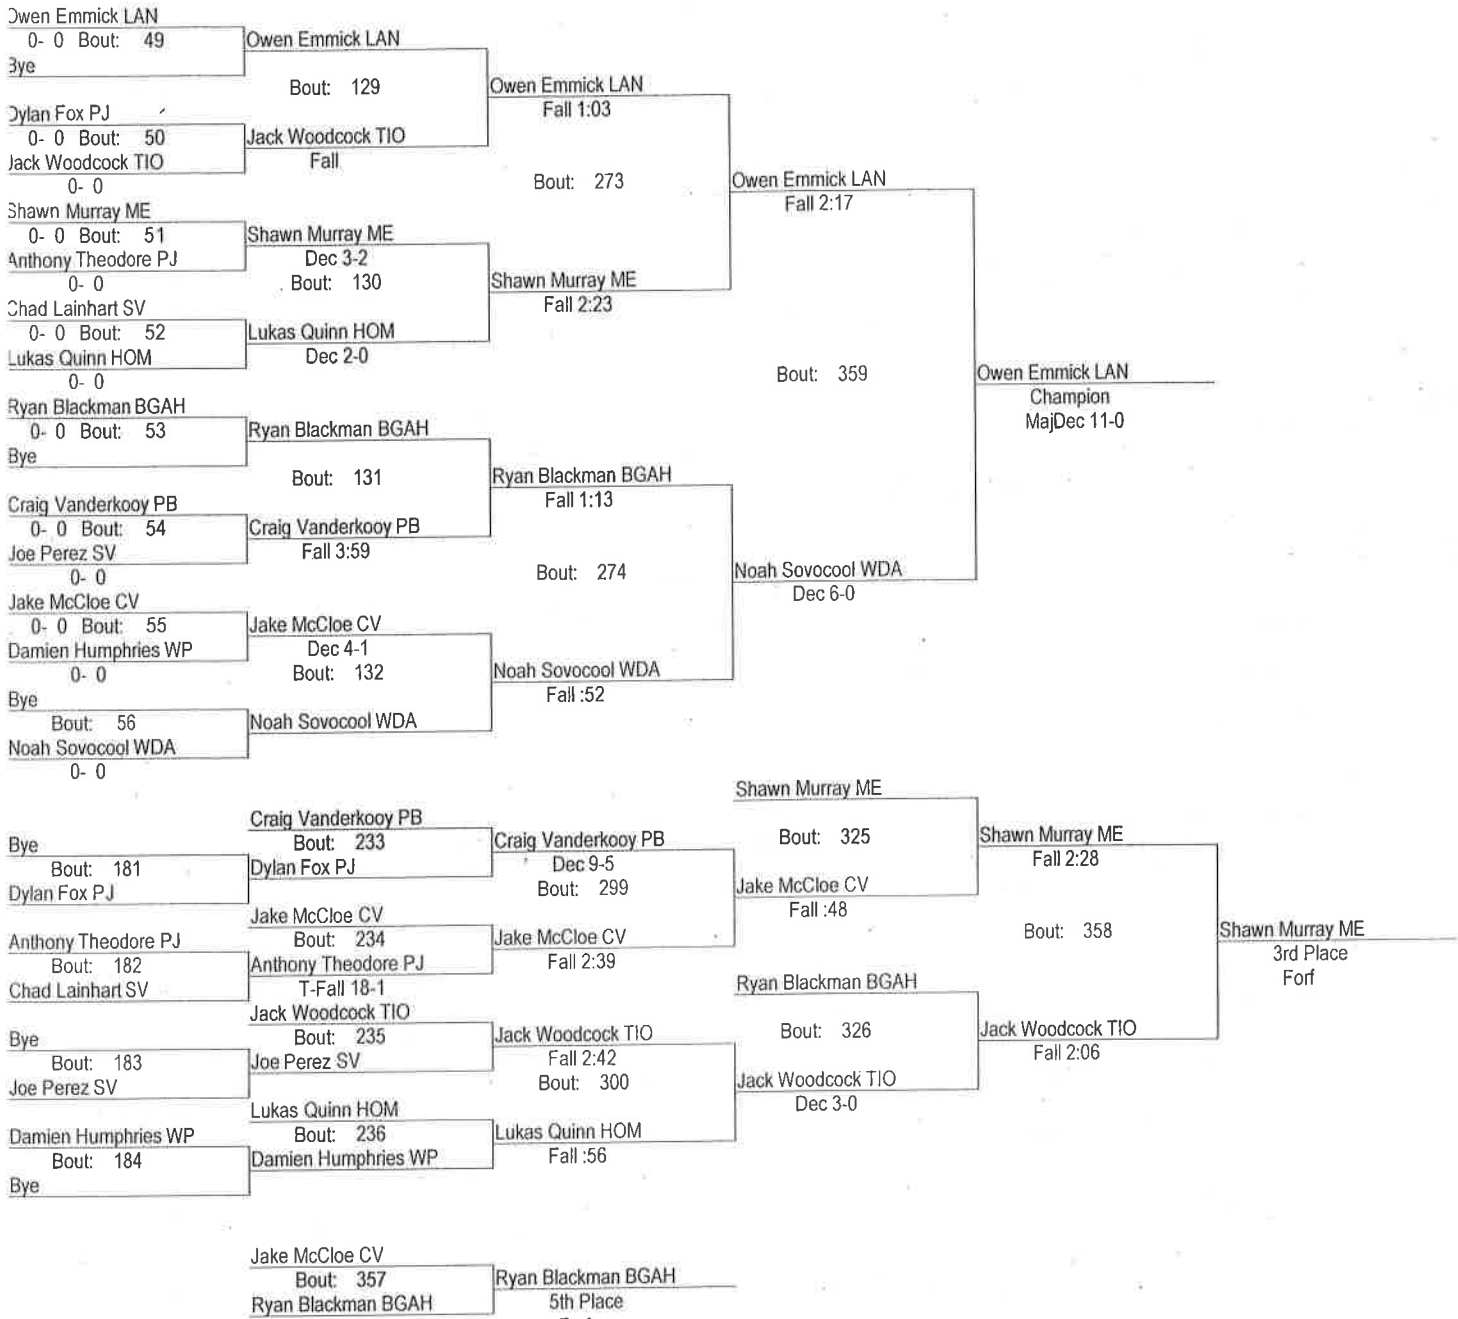 Owen Emmick LAN
0- 0 Bout: 49
Bye
Owen Emmick LAN
Bout: 129
Dylan Fox PJ
0- 0 Bout: 50
Jack Woodcock TIO
0- 0
Jack Woodcock TIO
Fall
Owen Emmick LAN
Fall 1:03
Bout: 273
Shawn Murray ME
0- 0 Bout: 51
Anthony Theodore PJ
0- 0
Shawn Murray ME
Dec 3-2
Bout: 130
Chad Lainhart SV
0- 0 Bout: 52
Lukas Quinn HOM
0- 0
Lukas Quinn HOM
Dec 2-0
Shawn Murray ME
Fall 2:23
Owen Emmick LAN
Fall 2:17
Bout: 359
Ryan Blackman BGAH
0- 0 Bout: 53
Bye
Ryan Blackman BGAH
Bout: 131
Craig Vanderkooy PB
0- 0 Bout: 54
Joe Perez SV
0- 0
Craig Vanderkooy PB
Fall 3:59
Ryan Blackman BGAH
Fall 1:13
Bout: 274
Jake McCloe CV
0- 0 Bout: 55
Damien Humphries WP
0- 0
Jake McCloe CV
Dec 4-1
Bout: 132
Bye
Bout: 56
Noah Sovocool WDA
0- 0
Noah Sovocool WDA
Noah Sovocool WDA
Fall :52
Noah Sovocool WDA
Dec 6-0
Owen Emmick LAN
Champion
MajDec 11-0
Bye
Bout: 181
Dylan Fox PJ
Craig Vanderkooy PB
Bout: 233
Dylan Fox PJ
Craig Vanderkooy PB
Dec 9-5
Bout: 299
Anthony Theodore PJ
Bout: 182
Chad Lainhart SV
Jake McCloe CV
Bout: 234
Anthony Theodore PJ
T-Fall 18-1
Jake McCloe CV
Fall 2:39
Shawn Murray ME
Bout: 325
Jake McCloe CV
Fall :48
Shawn Murray ME
Fall 2:28
Bout: 358
Bye
Bout: 183
Joe Perez SV
Jack Woodcock TIO
Bout: 235
Joe Perez SV
Jack Woodcock TIO
Fall 2:42
Bout: 300
Damien Humphries WP
Bout: 184
Bye
Lukas Quinn HOM
Bout: 236
Damien Humphries WP
Lukas Quinn HOM
Fall :56
Ryan Blackman BGAH
Bout: 326
Jack Woodcock TIO
Dec 3-0
Jack Woodcock TIO
Fall 2:06
Shawn Murray ME
3rd Place
Forf
Jake McCloe CV
Bout: 357
Ryan Blackman BGAH
Ryan Blackman BGAH
5th Place